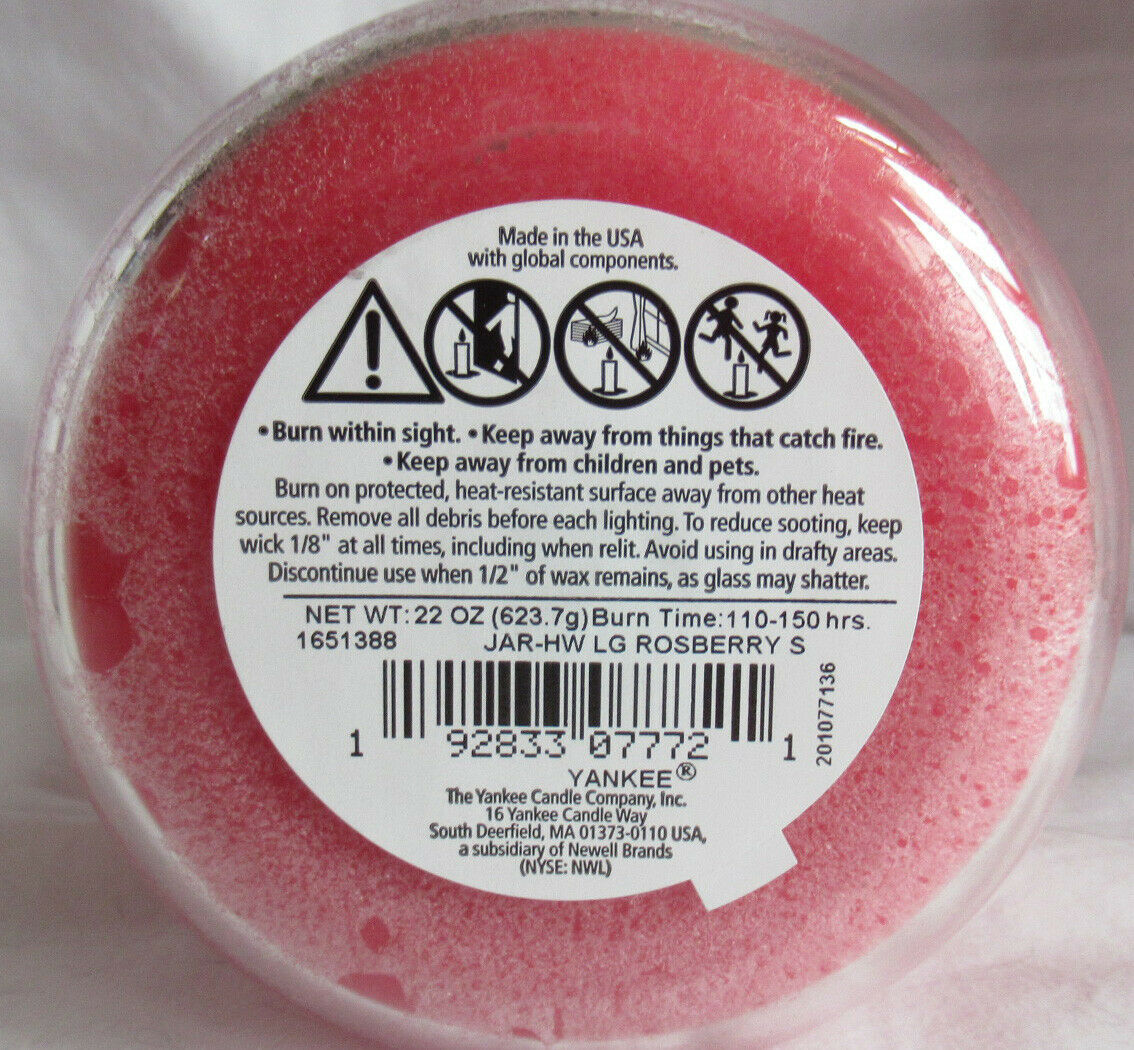 Made in the USA
with global components.
• Burn within sight. • Keep away from things that catch fire.
• Keep away from children and pets.
Burn on protected, heat-resistant surface away from other heat
sources. Remove all debris before each lighting. To reduce sooting, keep
wick 1/8" at all times, including when relit. Avoid using in drafty areas.
Discontinue use when 1/2" of wax remains, as glass may shatter.
NET WT: 22 OZ (623.7g) Burn Time: 110-150 hrs.
1651388 JAR-HW LG ROSBERRY S
1 92833 07772 1
201077136
YANKEE®
The Yankee Candle Company, Inc.
16 Yankee Candle Way
South Deerfield, MA 01373-0110 USA,
a subsidiary of Newell Brands
(NYSE: NWL)